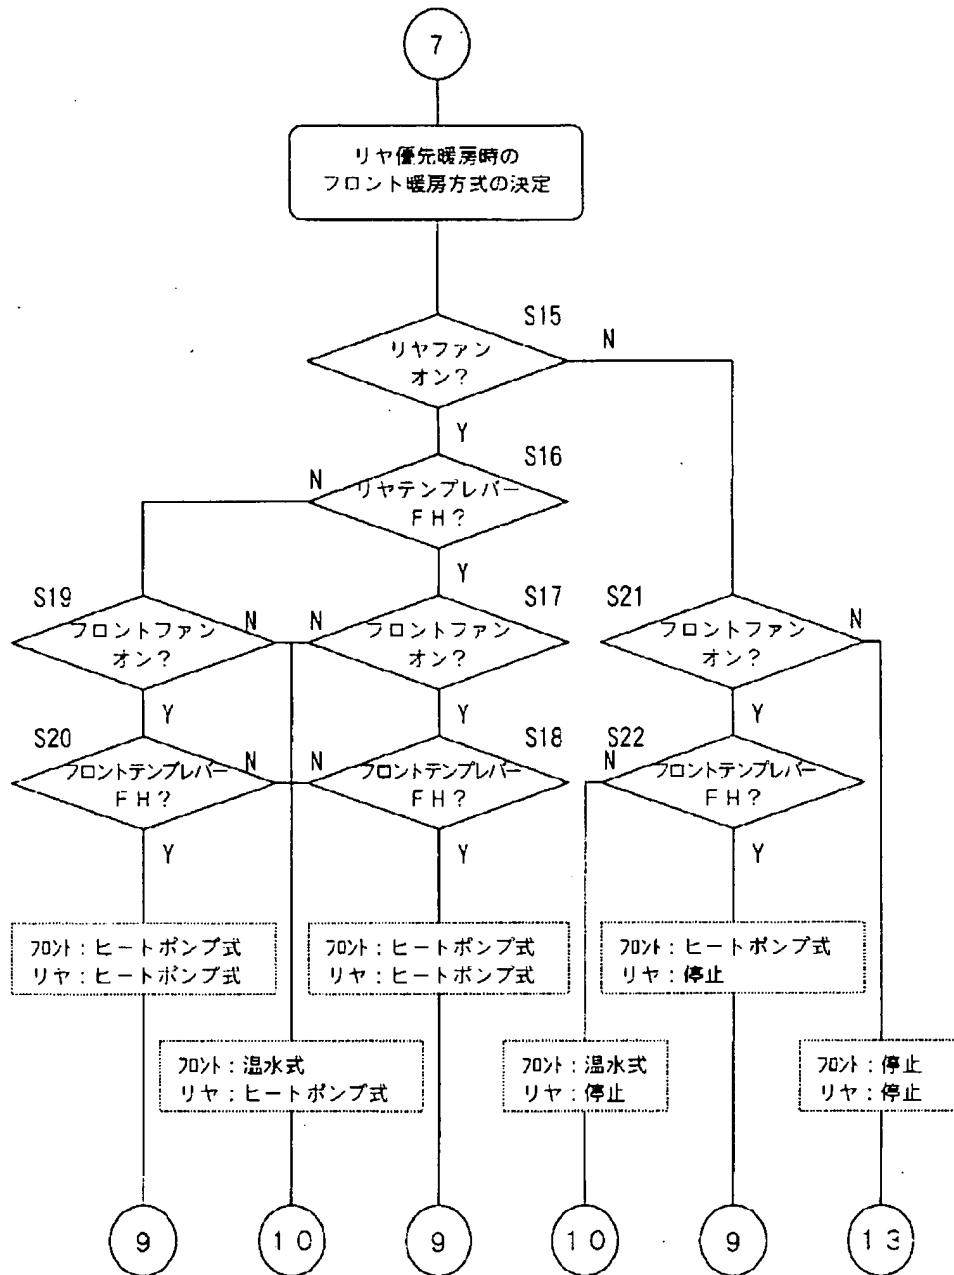 7
リヤ優先暖房時の
フロント暖房方式の決定
S15
リヤファン
オン?
N
Y
S16
リヤテンプレバー
FH?
N
Y
S19
フロントファン
オン?
N
Y
S17
フロントファン
オン?
N
Y
S21
フロントファン
オン?
N
Y
S20
フロントテンプレバー
FH?
N
Y
S18
フロントテンプレバー
FH?
N
Y
S22
フロントテンプレバー
FH?
N
Y
フロント:ヒートポンプ式
リヤ:ヒートポンプ式
フロント:ヒートポンプ式
リヤ:ヒートポンプ式
フロント:ヒートポンプ式
リヤ:停止
フロント:温水式
リヤ:ヒートポンプ式
フロント:温水式
リヤ:停止
フロント:停止
リヤ:停止
9
10
9
10
9
13